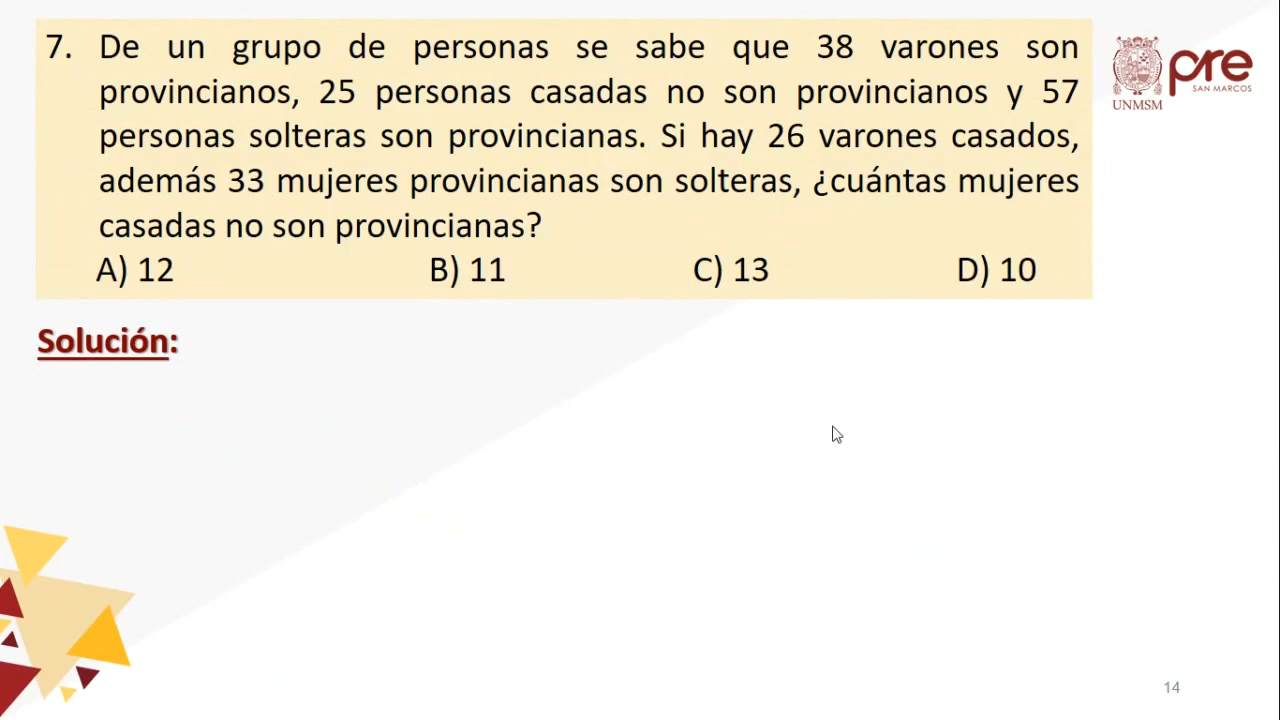 7. De un grupo de personas se sabe que 38 varones son
provincianos, 25 personas casadas no son provincianos y 57
personas solteras son provincianas. Si hay 26 varones casados,
además 33 mujeres provincianas son solteras, ¿cuántas mujeres
casadas no son provincianas?
A) 12 B) 11 C) 13 D) 10
pre
SAN MARCOS
UNMSM
Solución:
14